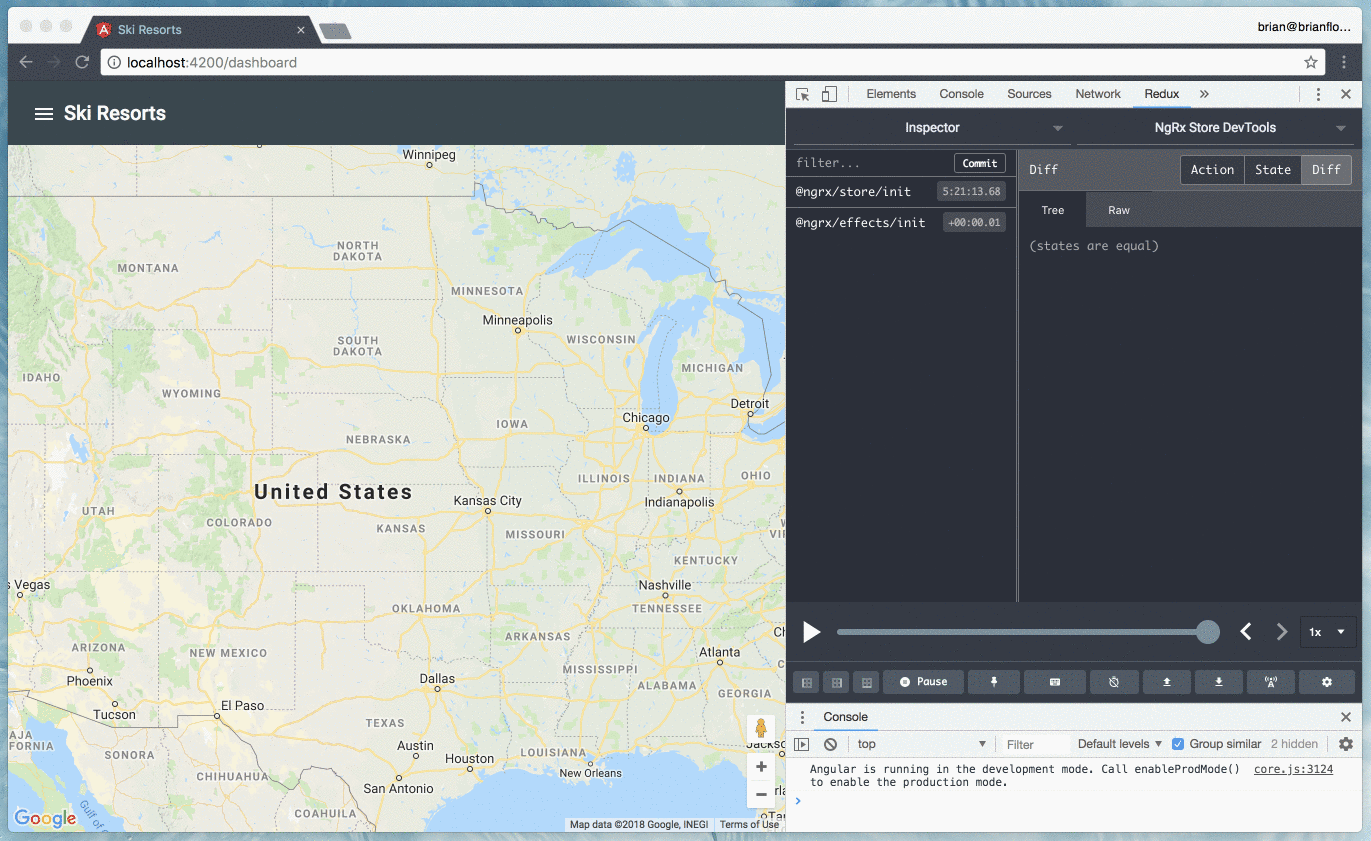 Ski Resorts
brian@brianflo...
localhost:4200/dashboard
Ski Resorts
Winnipeg
NORTH
DAKOTA
MONTANA
MINNESOTA
Minneapolis
SOUTH
DAKOTA
WISCONSIN
MICHIGAN
IDAHO
WYOMING
Detroit
Chicago
IOWA
NEBRASKA
ILLINOIS
INDIANA
OHIO
United States
Kansas City
Indianapolis
UTAH
COLORADO
KANSAS
MISSOURI
KENTUCKY
s Vegas
Nashville
TENNESSEE
OKLAHOMA
ARKANSAS
ARIZONA
NEW MEXICO
Atlanta
MISSISSIPPI
Phoenix
Dallas
ALABAMA
GEORGIA
El Paso
Tucson
TEXAS
AJA
FORNIA
SONORA
Austin
Houston
LOUISIANA
New Orleans
CHIHUAHUA
San Antonio
COAHUILA
Gulf of
Google
Map data ©2018 Google, INEGI
Terms of Use
Elements Console Sources Network Redux
Inspector
NgRx Store DevTools
filter...
Commit
Diff
Action State Diff
@ngrx/store/init
5:21:13.68
Tree Raw
@ngrx/effects/init
+00:00.01
(states are equal)
1x
Pause
Console
top
Filter
Default levels
Group similar
2 hidden
Angular is running in the development mode. Call enableProdMode()
core.js:3124
to enable the production mode.